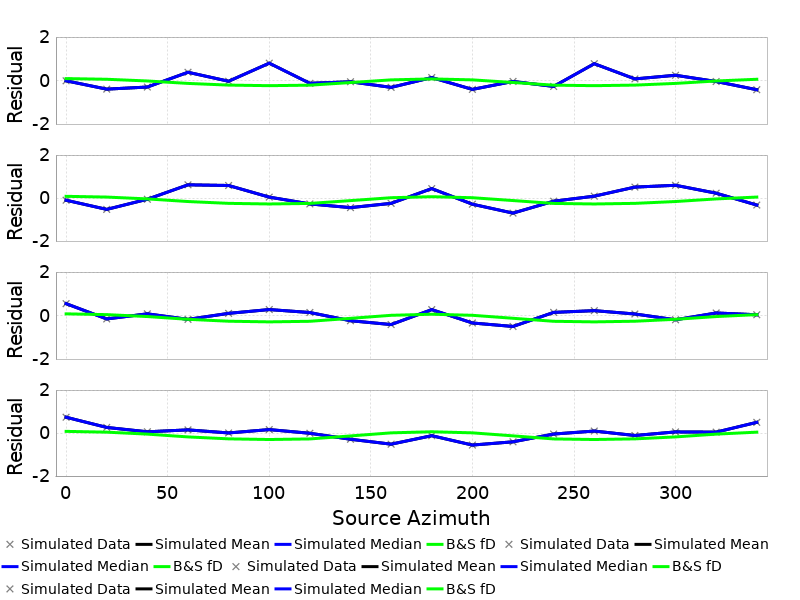 2
0
-2
Residual
2
0
-2
Residual
2
0
-2
Residual
2
0
-2
Residual
0 50 100 150 200 250 300
Source Azimuth
× Simulated Data Simulated Mean Simulated Median B&S fD × Simulated Data Simulated Mean
Simulated Median B&S fD × Simulated Data Simulated Mean Simulated Median B&S fD
× Simulated Data Simulated Mean Simulated Median B&S fD